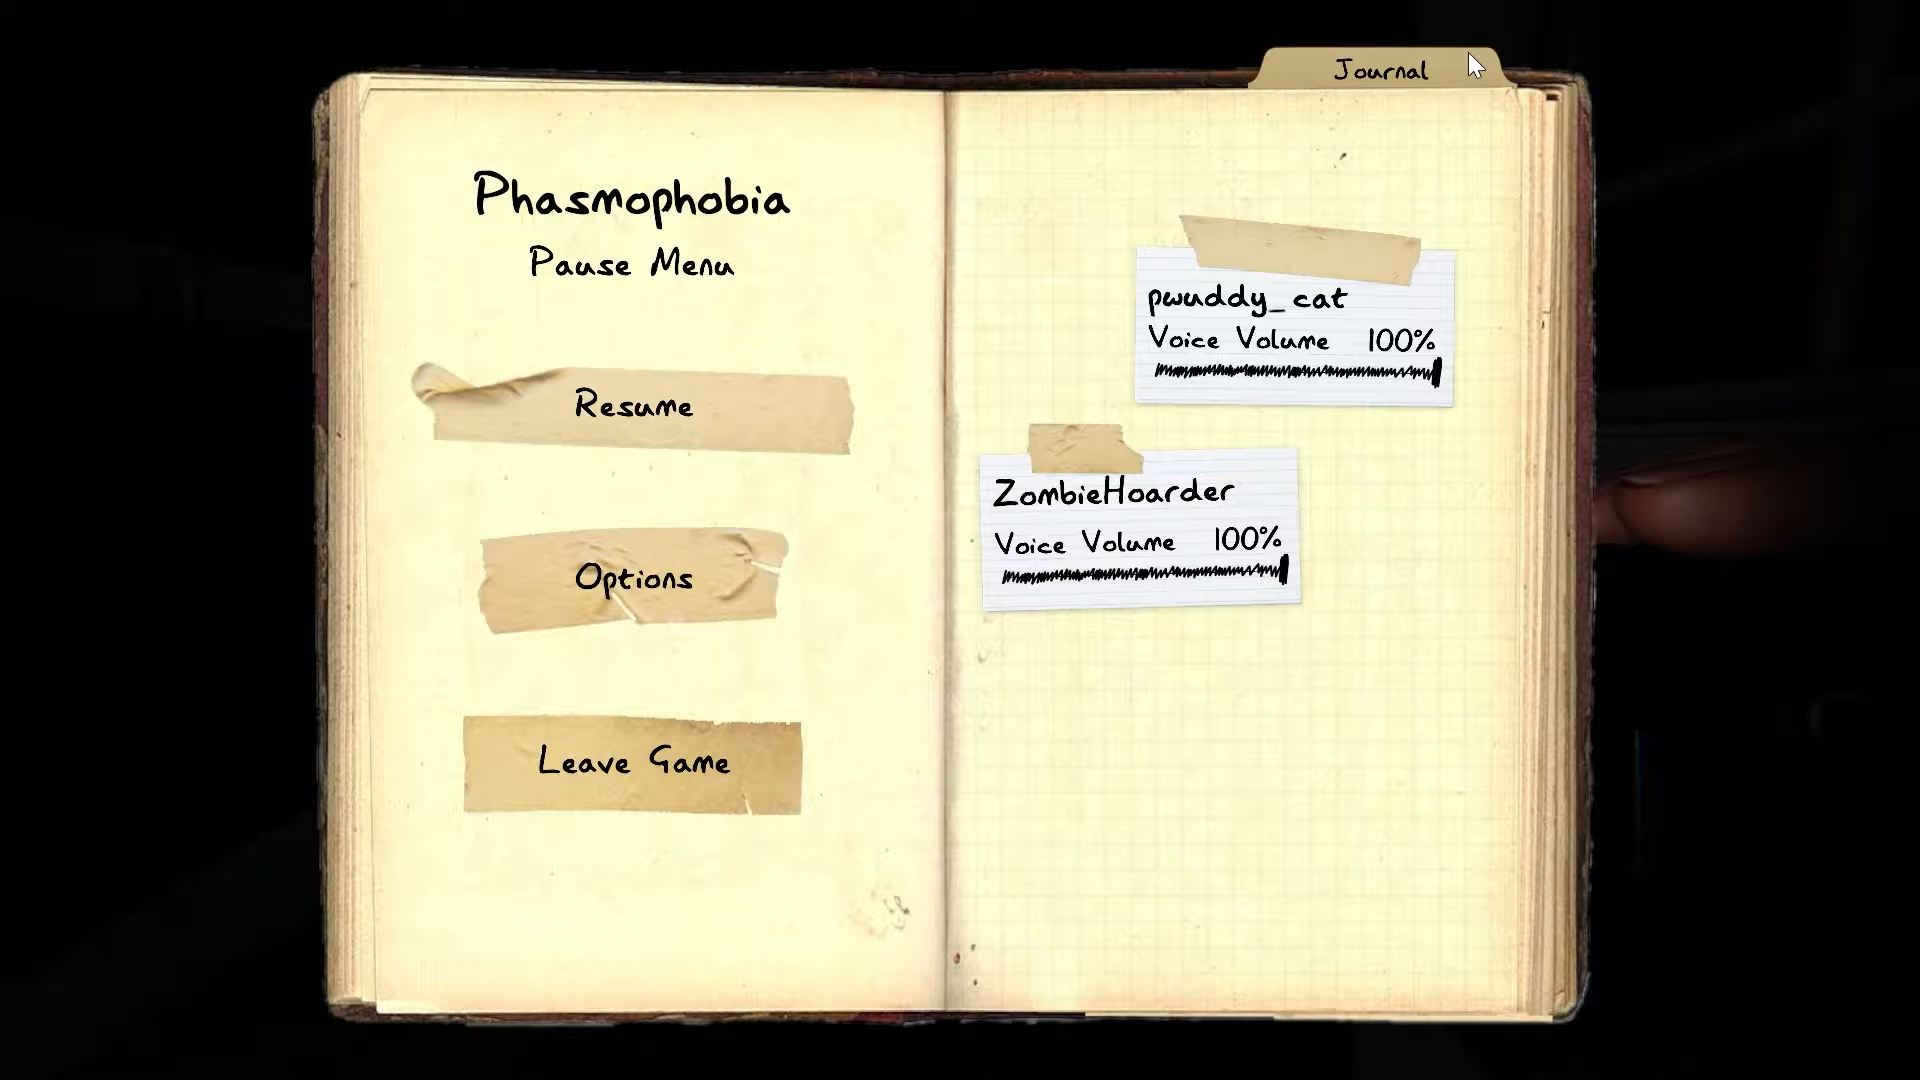 Journal
Phasmophobia
Pause Menu
Resume
Options
Leave Game
pwuddy_cat
Voice Volume 100%
ZombieHoarder
Voice Volume 100%